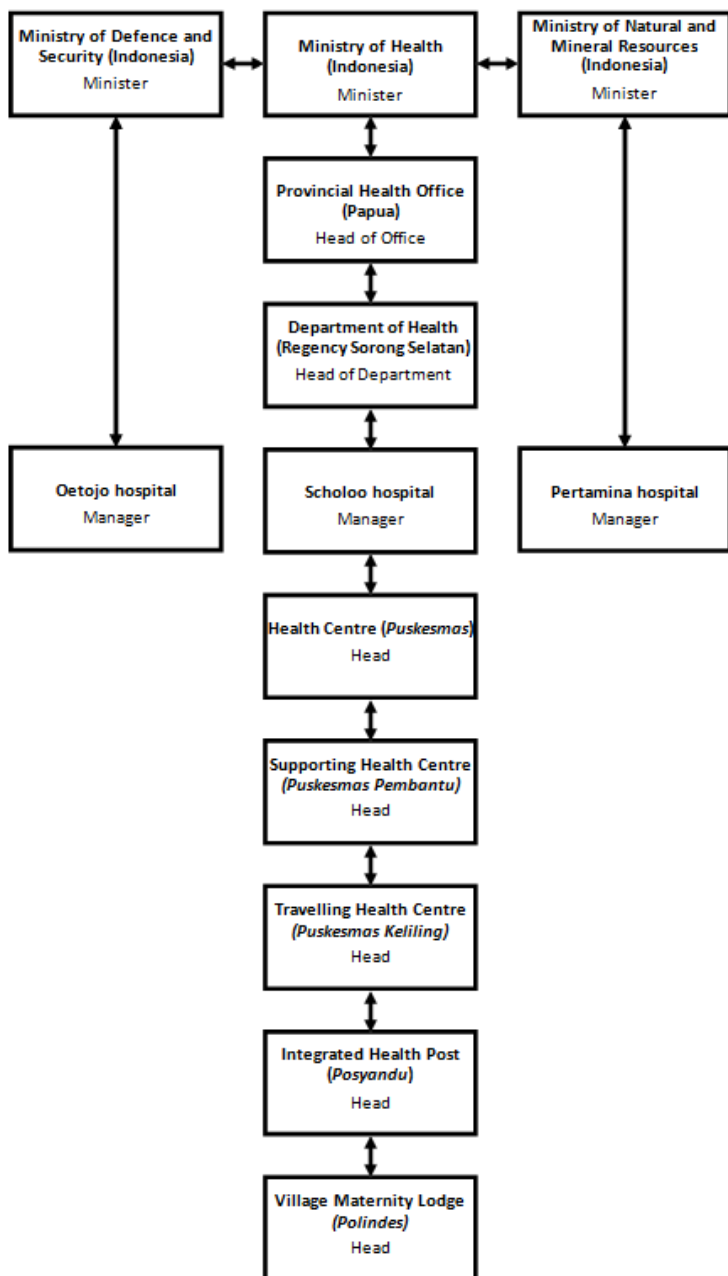 Ministry of Defence and
Security (Indonesia)
Minister
Ministry of Health
(Indonesia)
Minister
Ministry of Natural and
Mineral Resources
(Indonesia)
Minister
Provincial Health Office
(Papua)
Head of Office
Department of Health
(Regency Sorong Selatan)
Head of Department
Oetojo hospital
Manager
Scholoo hospital
Manager
Pertamina hospital
Manager
Health Centre (Puskesmas)
Head
Supporting Health Centre
(Puskesmas Pembantu)
Head
Travelling Health Centre
(Puskesmas Keliling)
Head
Integrated Health Post
(Posyandu)
Head
Village Maternity Lodge
(Polindes)
Head